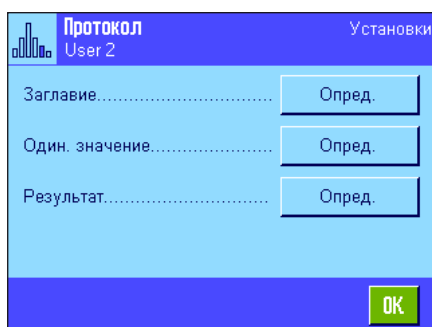 Протокол Установки
User 2
Заглавие............................... Опред.
Один. значение...................... Опред.
Результат............................. Опред.
OK